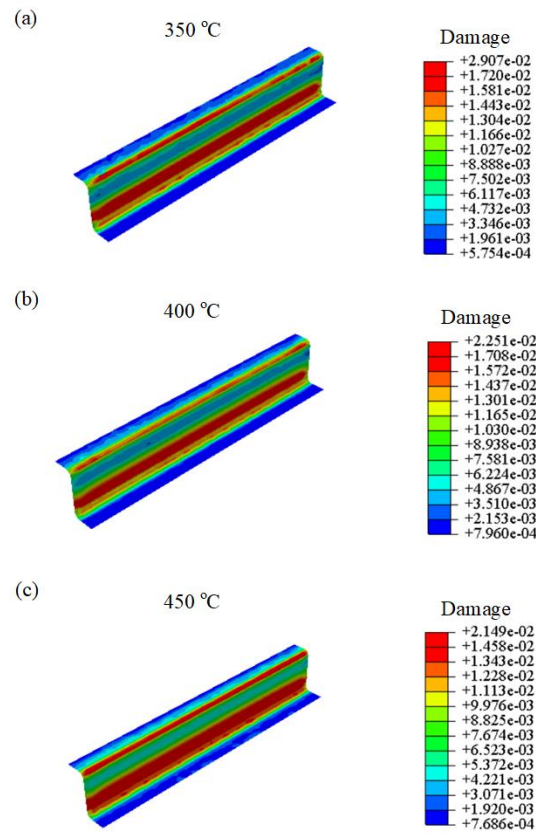 (a)
350 °C
Damage
+2.907e-02
+1.720e-02
+1.581e-02
+1.443e-02
+1.304e-02
+1.166e-02
+1.027e-02
+8.888e-03
+7.502e-03
+6.117e-03
+4.732e-03
+3.346e-03
+1.961e-03
+5.754e-04
(b)
400 °C
Damage
+2.251e-02
+1.708e-02
+1.572e-02
+1.437e-02
+1.301e-02
+1.165e-02
+1.030e-02
+8.938e-03
+7.581e-03
+6.224e-03
+4.867e-03
+3.510e-03
+2.153e-03
+7.960e-04
(c)
450 °C
Damage
+2.149e-02
+1.458e-02
+1.343e-02
+1.228e-02
+1.113e-02
+9.976e-03
+8.825e-03
+7.674e-03
+6.523e-03
+5.372e-03
+4.221e-03
+3.071e-03
+1.920e-03
+7.686e-04